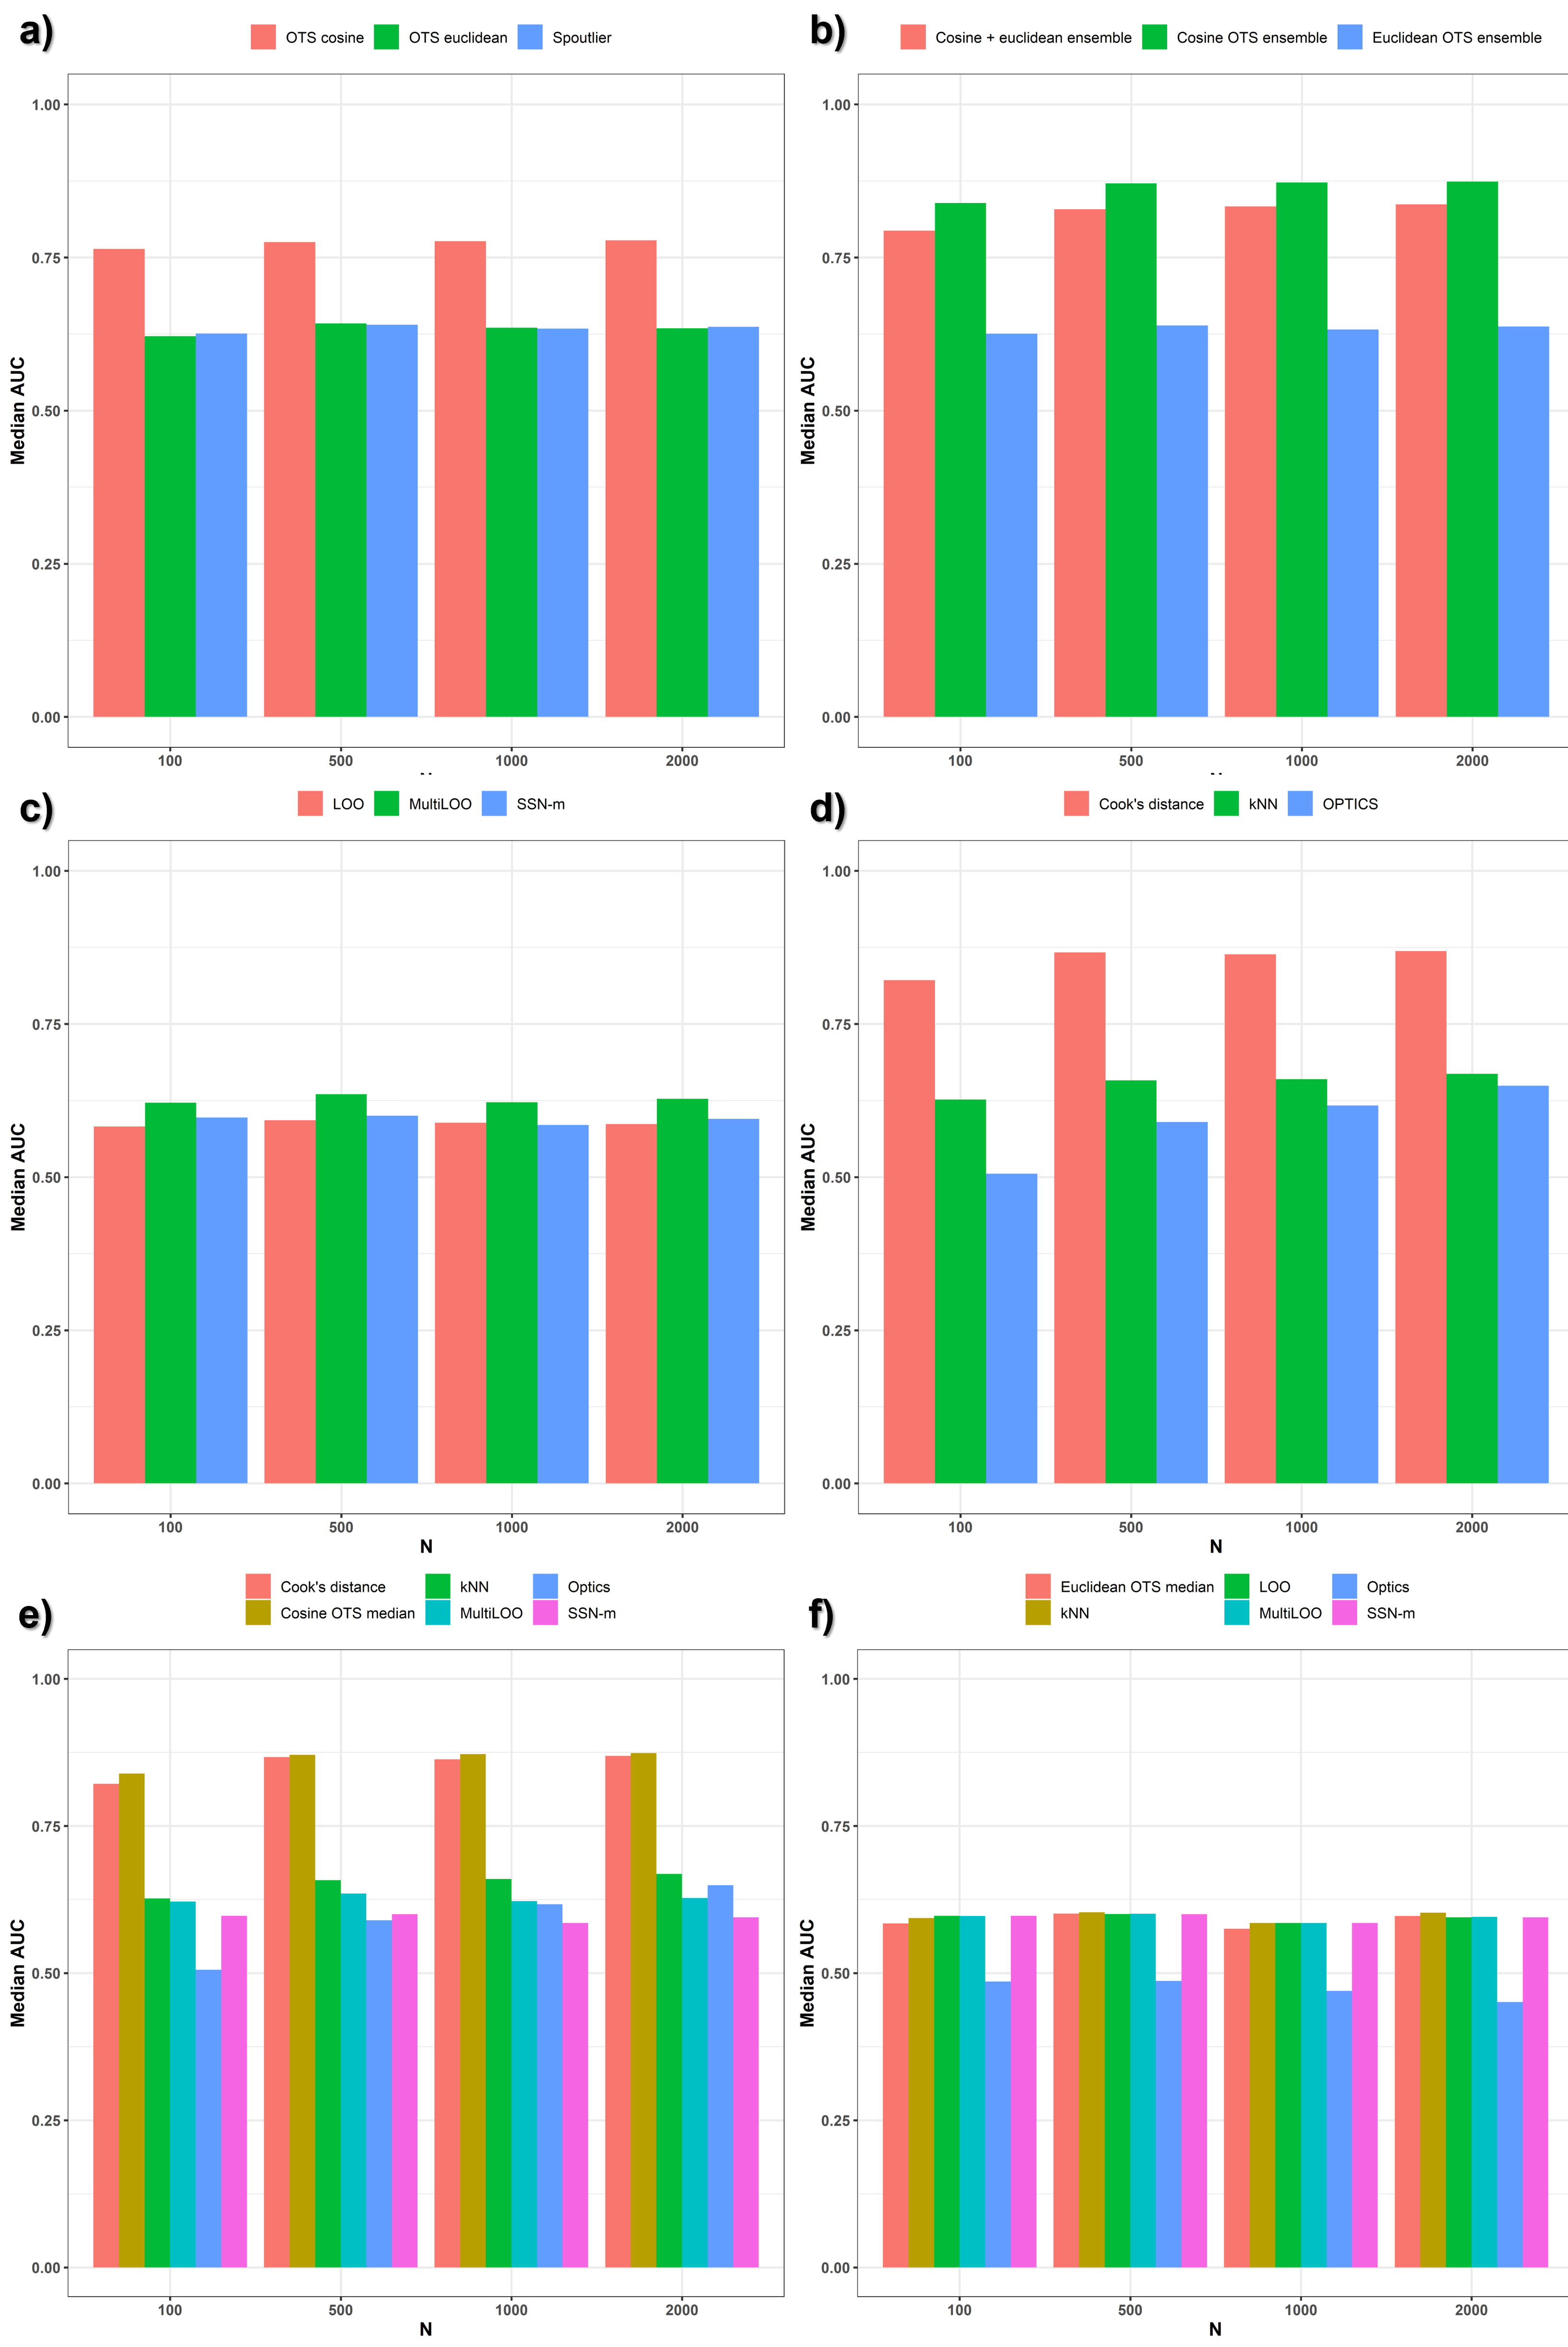 a)
OTS cosine OTS euclidean Spoutlier
1.00
0.75
0.50
0.25
0.00
Median AUC
100 500 1000 2000
b)
Cosine + euclidean ensemble Cosine OTS ensemble Euclidean OTS ensemble
1.00
0.75
0.50
0.25
0.00
Median AUC
100 500 1000 2000
c)
LOO MultiLOO SSN-m
1.00
0.75
0.50
0.25
0.00
Median AUC
100 500 1000 2000
N
d)
Cook's distance kNN OPTICS
1.00
0.75
0.50
0.25
0.00
Median AUC
100 500 1000 2000
N
e)
Cook's distance kNN Optics
Cosine OTS median MultiLOO SSN-m
1.00
0.75
0.50
0.25
0.00
Median AUC
100 500 1000 2000
N
f)
Euclidean OTS median LOO Optics
kNN MultiLOO SSN-m
1.00
0.75
0.50
0.25
0.00
Median AUC
100 500 1000 2000
N